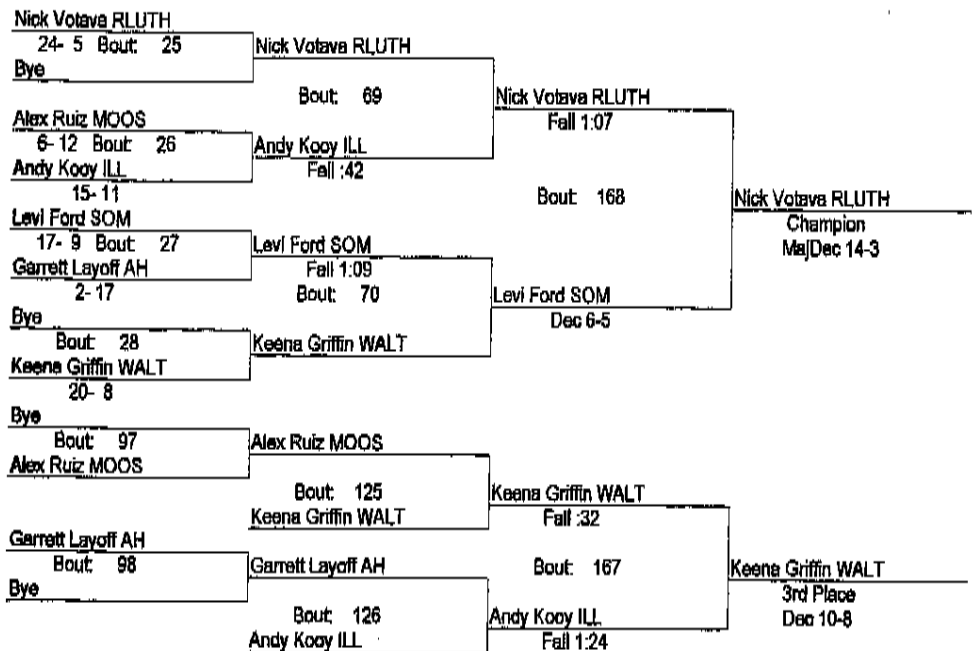 Nick Votava RLUTH
24- 5 Bout: 25
Bye
Nick Votava RLUTH
Bout: 69
Alex Ruiz MOOS
6- 12 Bout: 26
Andy Kooy ILL
15- 11
Andy Kooy ILL
Fall :42
Nick Votava RLUTH
Fall 1:07
Bout: 168
Levi Ford SOM
17- 9 Bout: 27
Garrett Layoff AH
2- 17
Levi Ford SOM
Fall 1:09
Bout: 70
Bye
Bout: 28
Keena Griffin WALT
20- 8
Keena Griffin WALT
Levi Ford SOM
Dec 6-5
Nick Votava RLUTH
Champion
MajDec 14-3
Bye
Bout: 97
Alex Ruiz MOOS
Alex Ruiz MOOS
Bout: 125
Keena Griffin WALT
Keena Griffin WALT
Fall :32
Bout: 167
Garrett Layoff AH
Bout: 98
Bye
Garrett Layoff AH
Bout: 126
Andy Kooy ILL
Andy Kooy ILL
Fall 1:24
Keena Griffin WALT
3rd Place
Dec 10-8